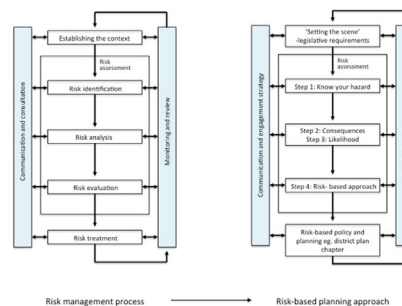 Establishing the context
Risk
assessment
Risk identification
Risk analysis
Risk evaluation
Risk treatment
Communication and consultation
Monitoring and review
Risk management process
'Setting the scene'
-legislative requirements
Risk
assessment
Step 1: Know your hazard
Step 2: Consequences
Step 3: Likelihood
Step 4: Risk- based approach
Risk-based policy and
planning eg. district plan
chapter
Communication and engagement strategy
Risk-based planning approach